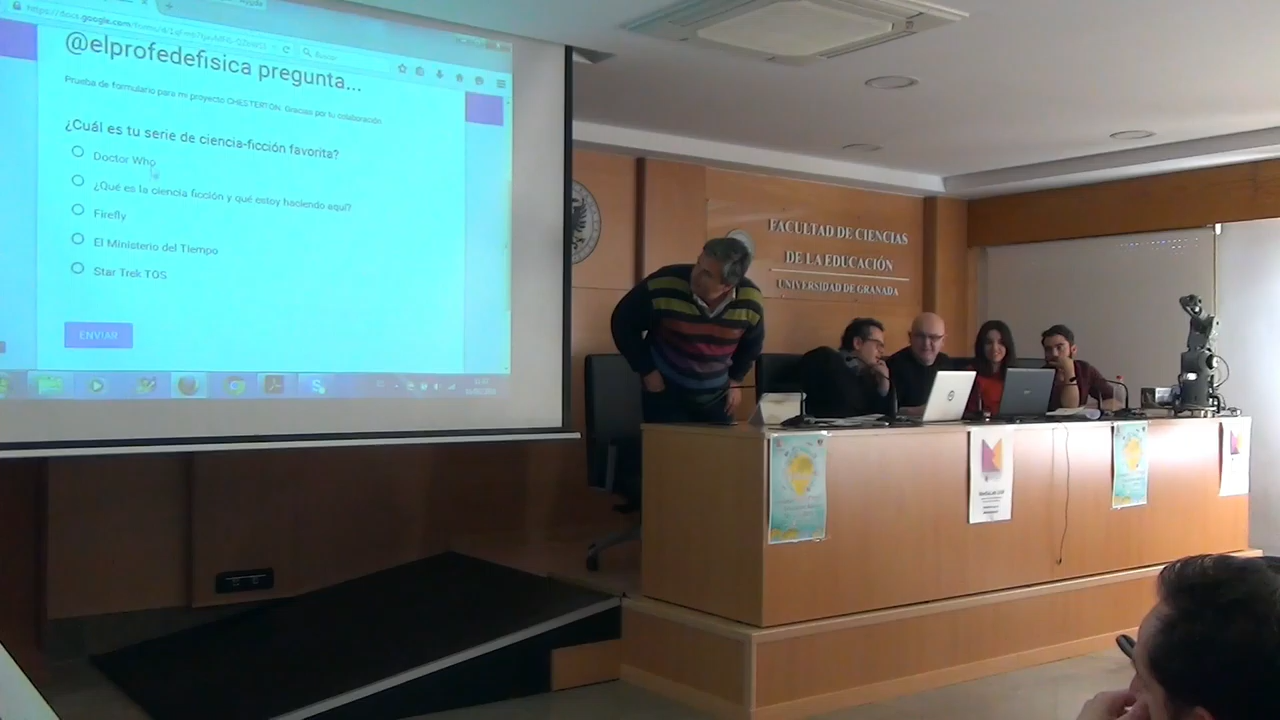 @elprofedefisica pregunta...
Prueba de formulario para mi proyecto CHESTERTON. Gracias por tu colaboración
¿Cuál es tu serie de ciencia-ficción favorita?
Doctor Who
¿Qué es la ciencia ficción y qué estoy haciendo aquí?
Firefly
El Ministerio del Tiempo
Star Trek TOS
ENVIAR
FACULTAD DE CIENCIAS
DE LA EDUCACIÓN
UNIVERSIDAD DE GRANADA